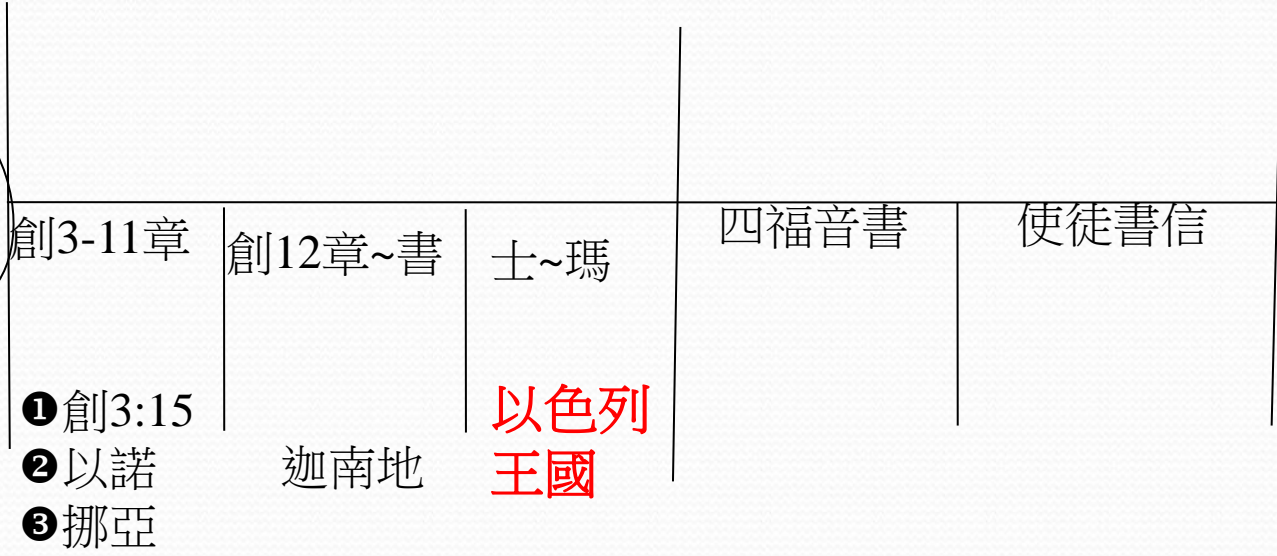 創3-11章
創12章~書
士~瑪
四福音書
使徒書信
❶創3:15
❷以諾
❸挪亞
迦南地
以色列
王國